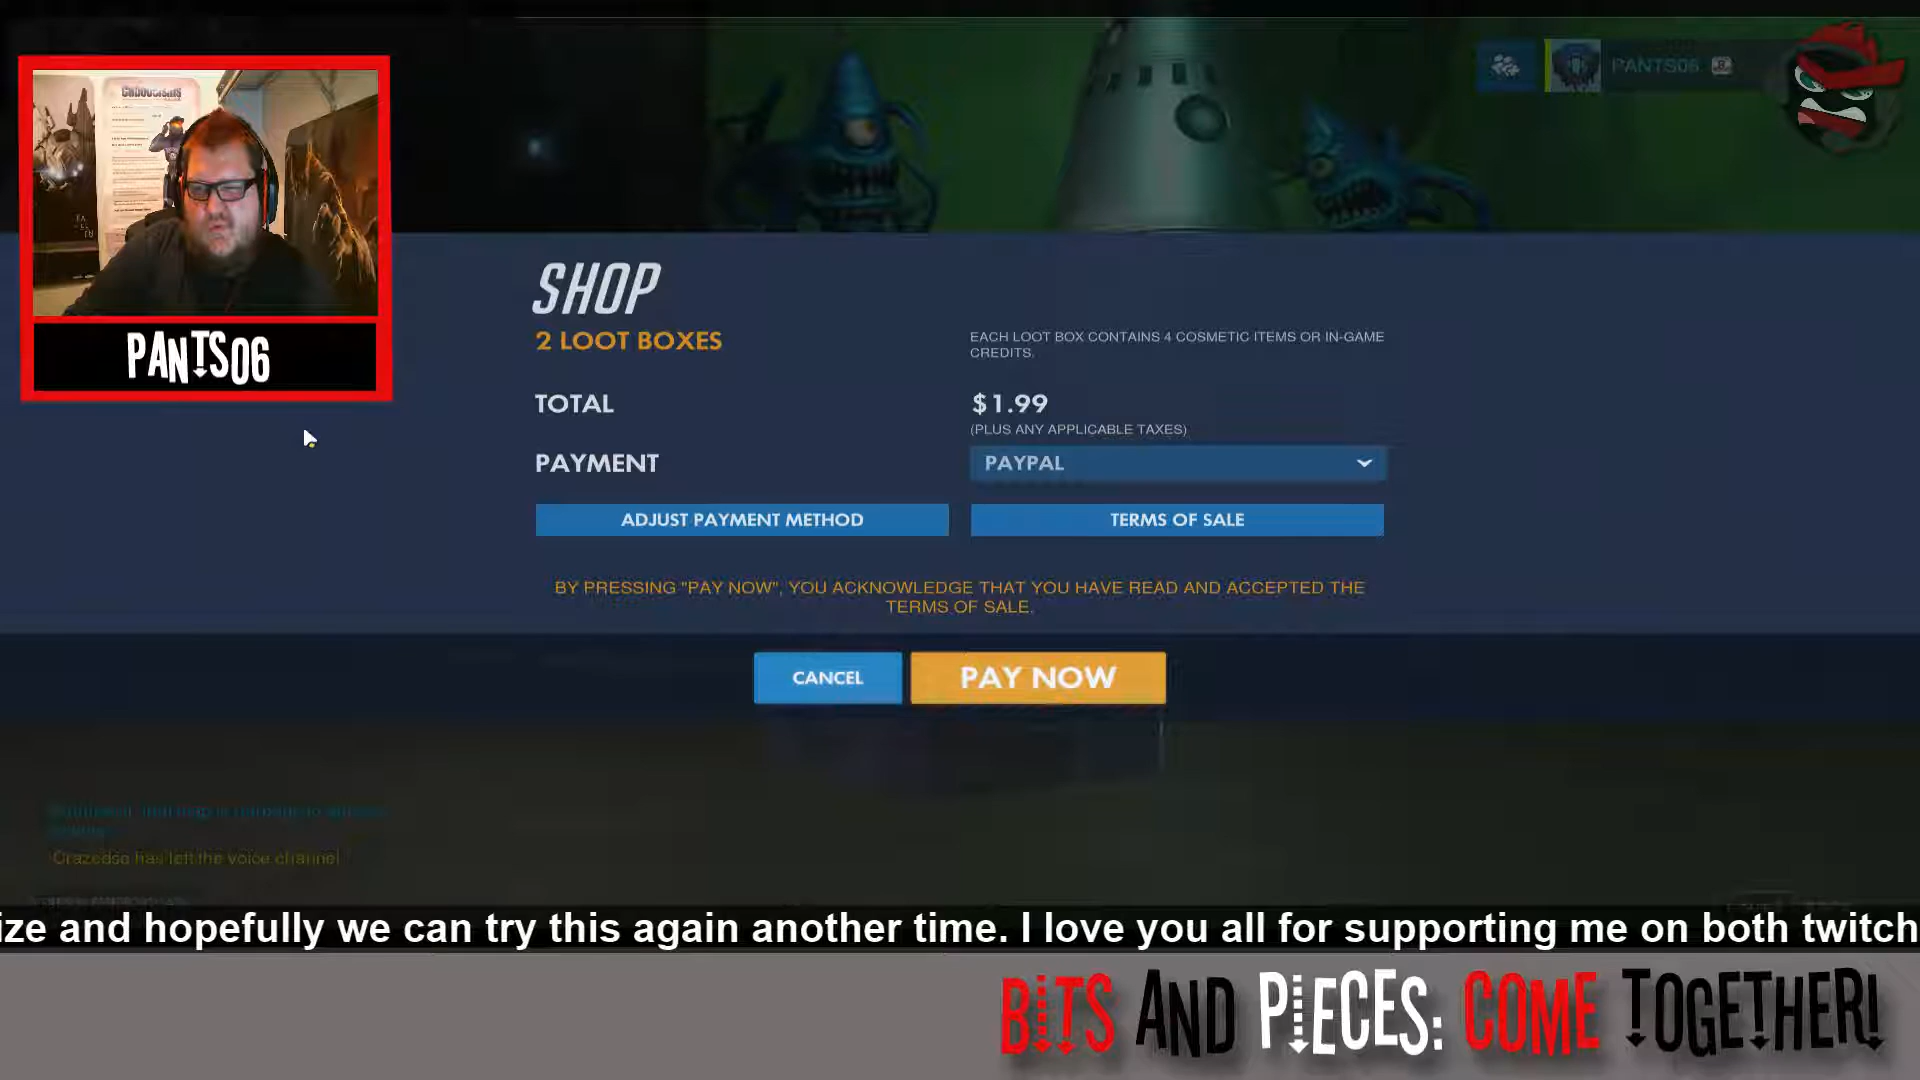 PANTS06
PANTS06
SHOP
2 LOOT BOXES
EACH LOOT BOX CONTAINS 4 COSMETIC ITEMS OR IN-GAME
CREDITS.
TOTAL
$1.99
(PLUS ANY APPLICABLE TAXES)
PAYMENT
PAYPAL
ADJUST PAYMENT METHOD
TERMS OF SALE
BY PRESSING "PAY NOW", YOU ACKNOWLEDGE THAT YOU HAVE READ AND ACCEPTED THE
TERMS OF SALE.
CANCEL
PAY NOW
has left the voice channel
ize and hopefully we can try this again another time. I love you all for supporting me on both twitch
BITS AND PIECES: COME TOGETHER!